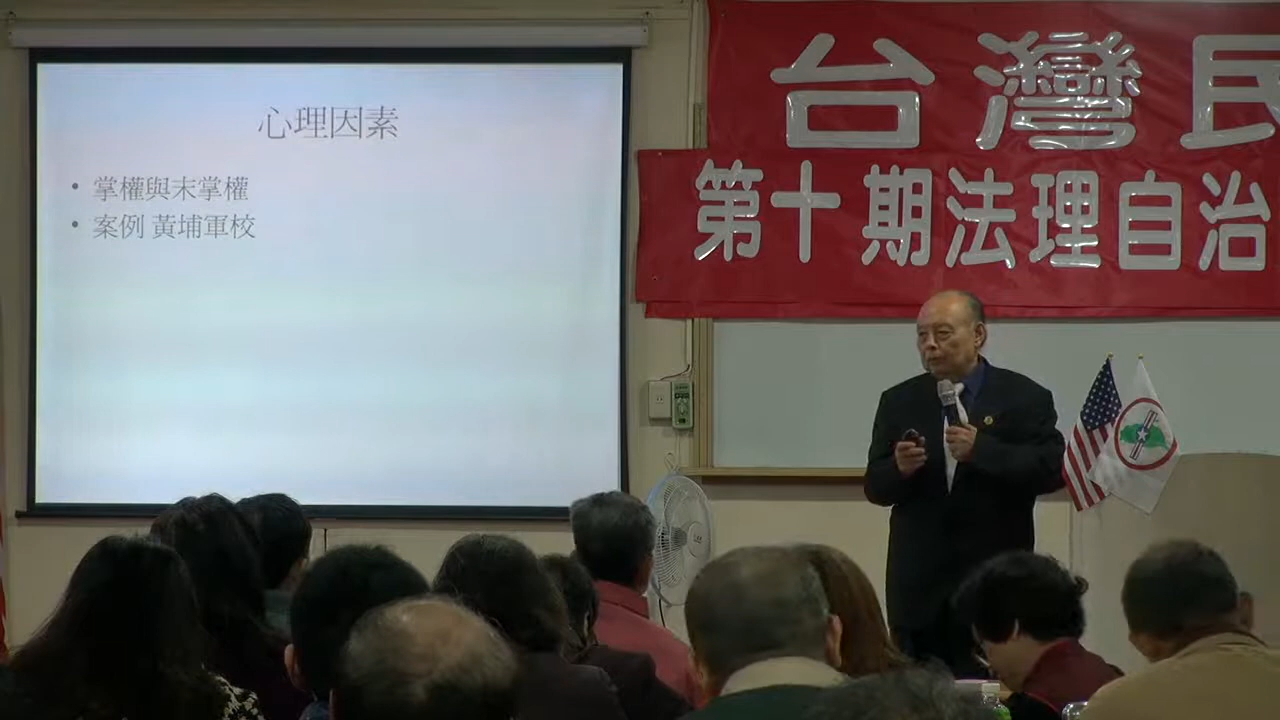 心理因素
• 掌權與末掌權
• 案例 黃埔軍校
台灣民
第十期法理自治